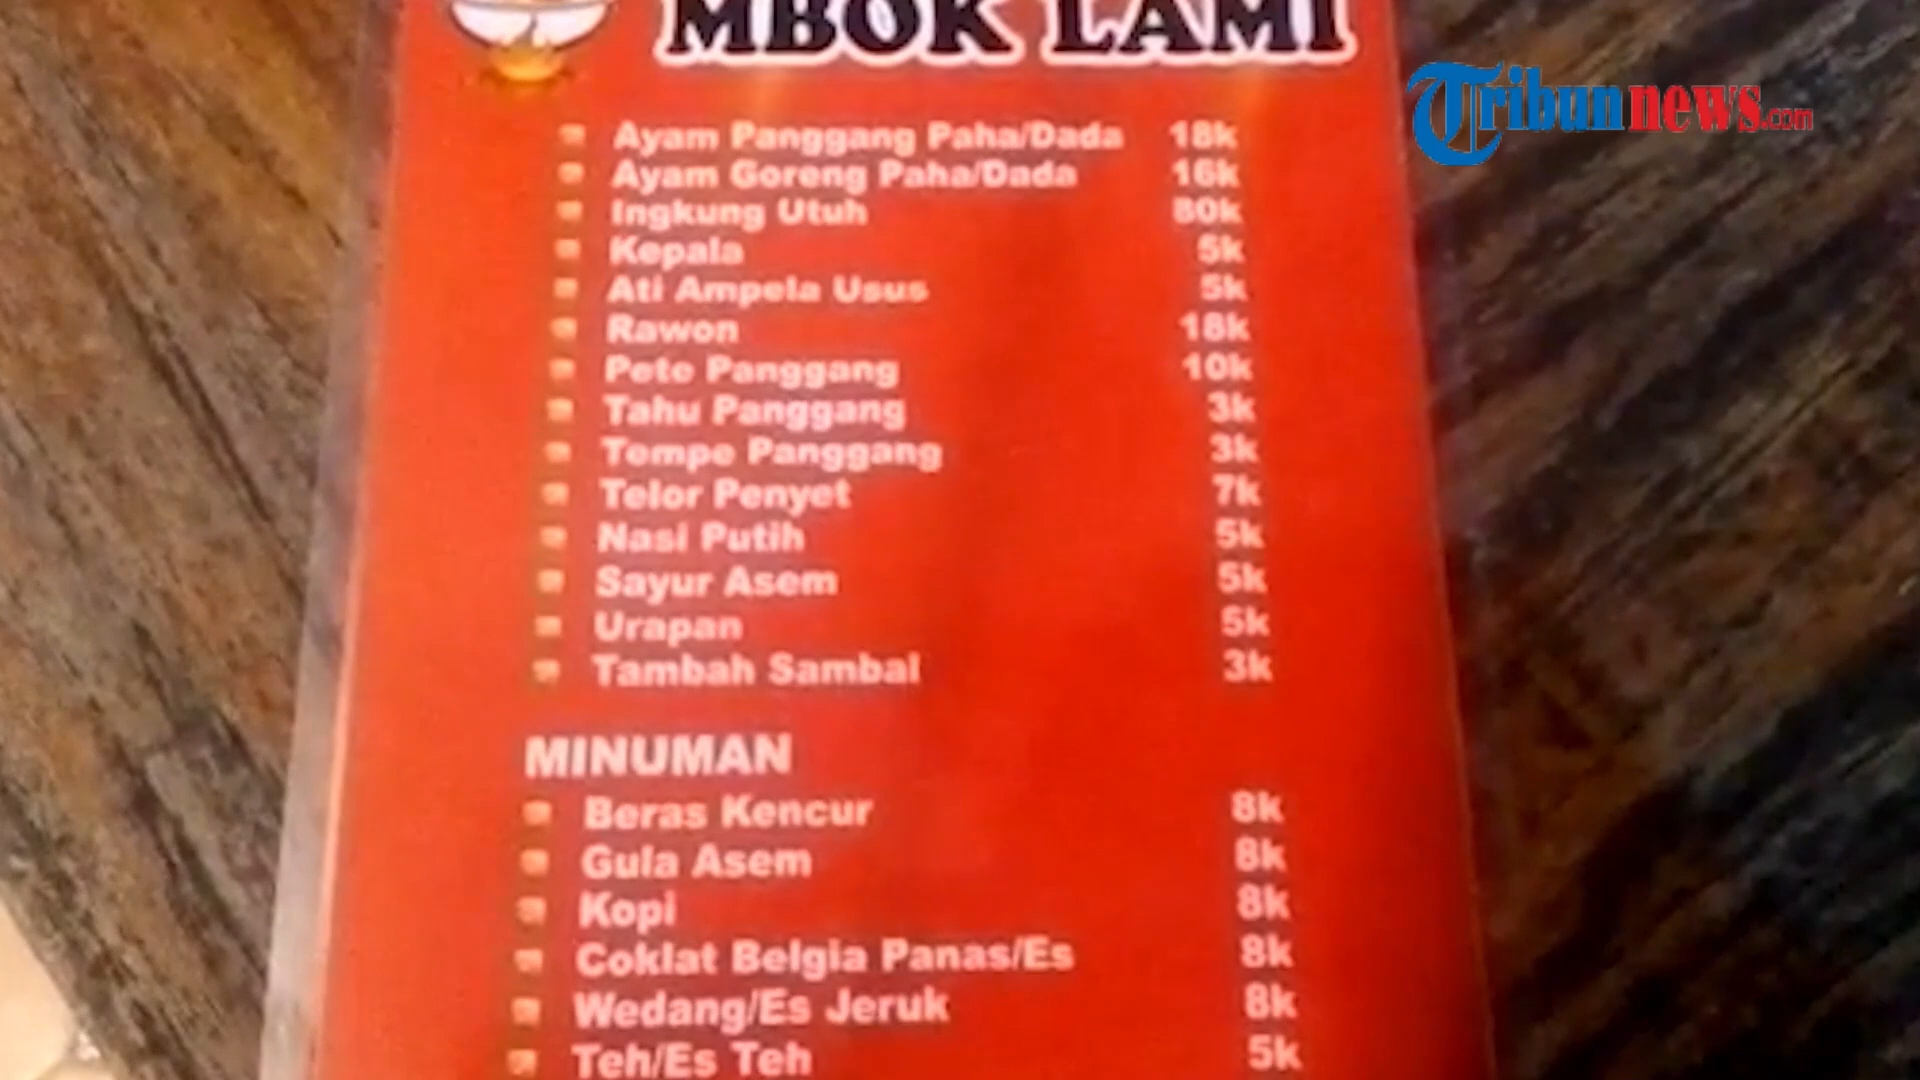 MBOK LAMI
Tribunnews.com
Ayam Panggang Paha/Dada 18k
Ayam Goreng Paha/Dada 16k
Ingkung Utuh 80k
Kepala 5k
Ati Ampela Usus 5k
Rawon 18k
Pete Panggang 10k
Tahu Panggang 3k
Tempe Panggang 3k
Telor Penyet 7k
Nasi Putih 5k
Sayur Asem 5k
Urapan 5k
Tambah Sambal 3k
MINUMAN
Beras Kencur 8k
Gula Asem 8k
Kopi 8k
Coklat Belgia Panas/Es 8k
Wedang/Es Jeruk 8k
Teh/Es Teh 5k